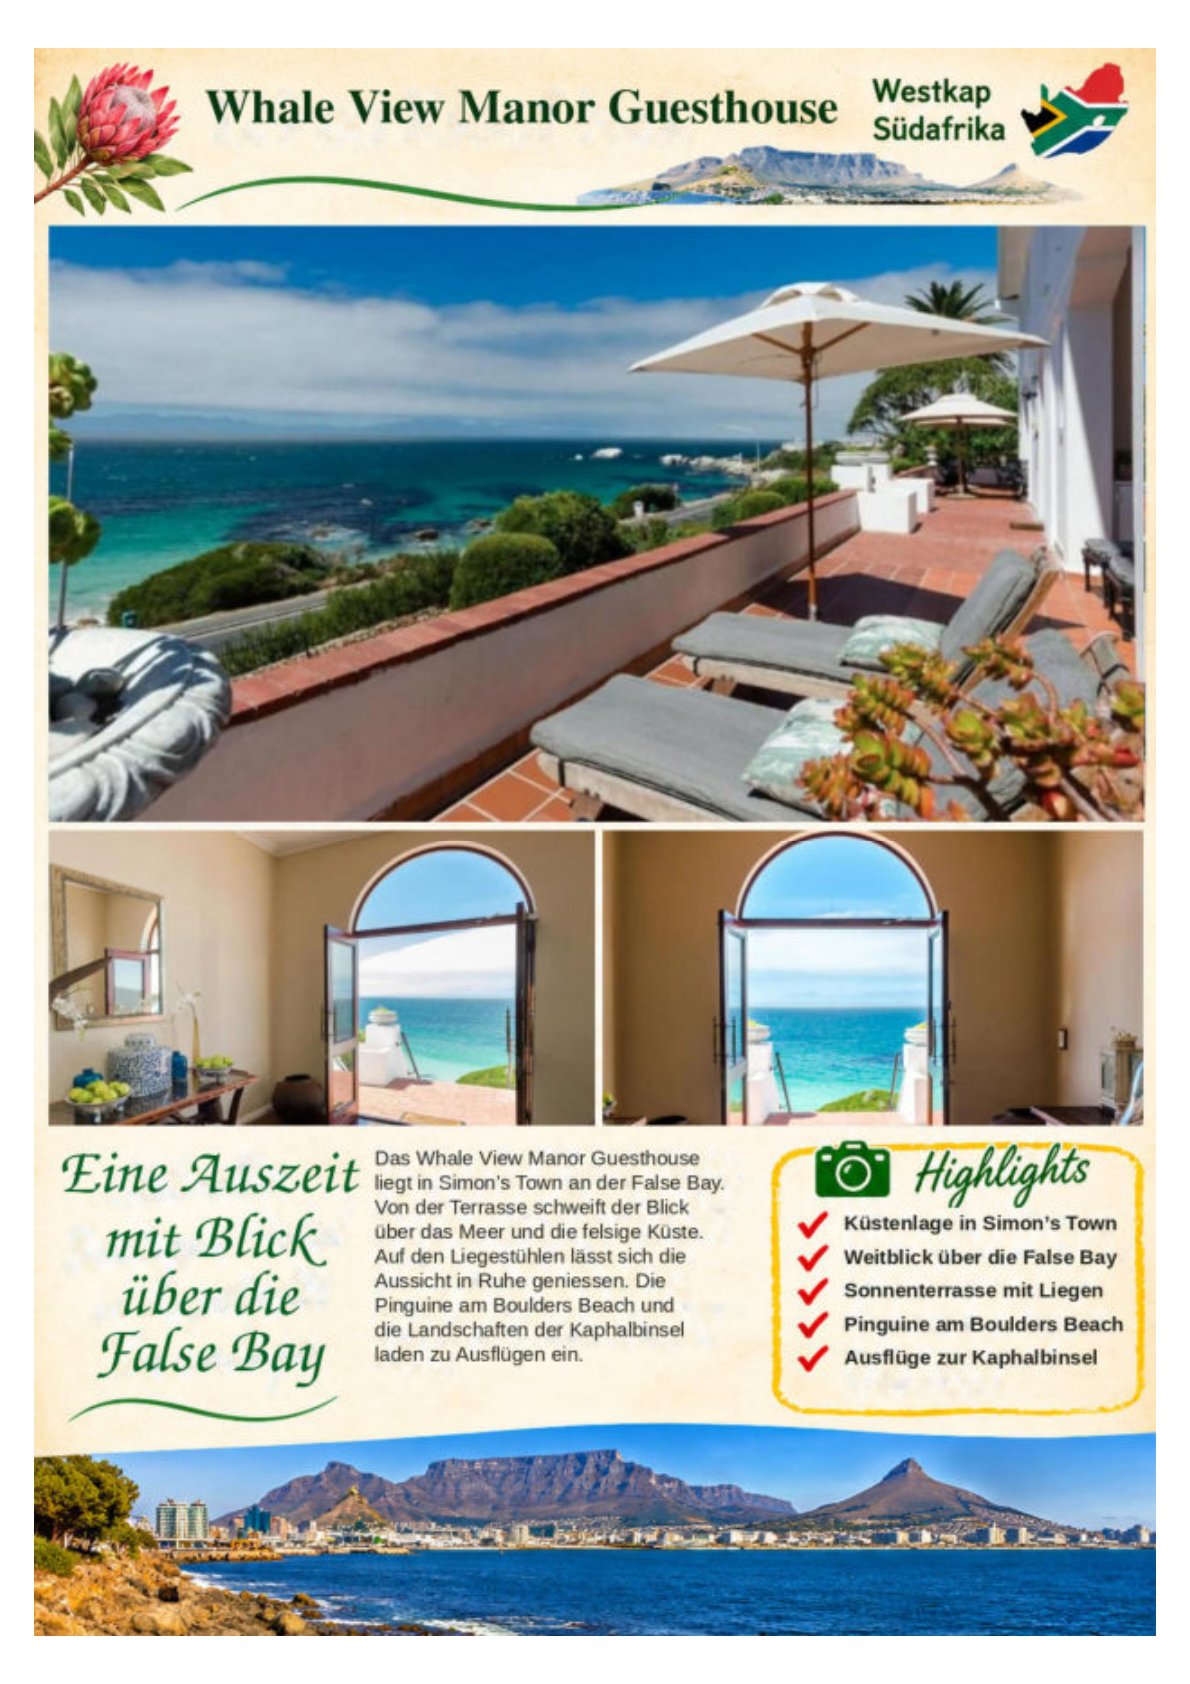 Whale View Manor Guesthouse
Westkap
Südafrika
Eine Auszeit
mit Blick
über die
False Bay
Das Whale View Manor Guesthouse
liegt in Simon's Town an der False Bay.
Von der Terrasse schweift der Blick
über das Meer und die felsige Küste.
Auf den Liegestühlen lässt sich die
Aussicht in Ruhe geniessen. Die
Pinguine am Boulders Beach und
die Landschaften der Kaphalbinsel
laden zu Ausflügen ein.
Highlights
Küstenlage in Simon's Town
Weitblick über die False Bay
Sonnenterrasse mit Liegen
Pinguine am Boulders Beach
Ausflüge zur Kaphalbinsel